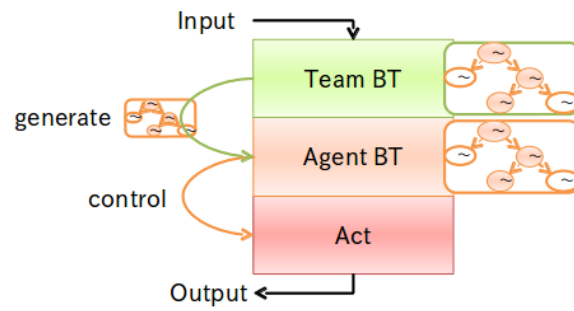 Input
Team BT
generate
Agent BT
control
Act
Output